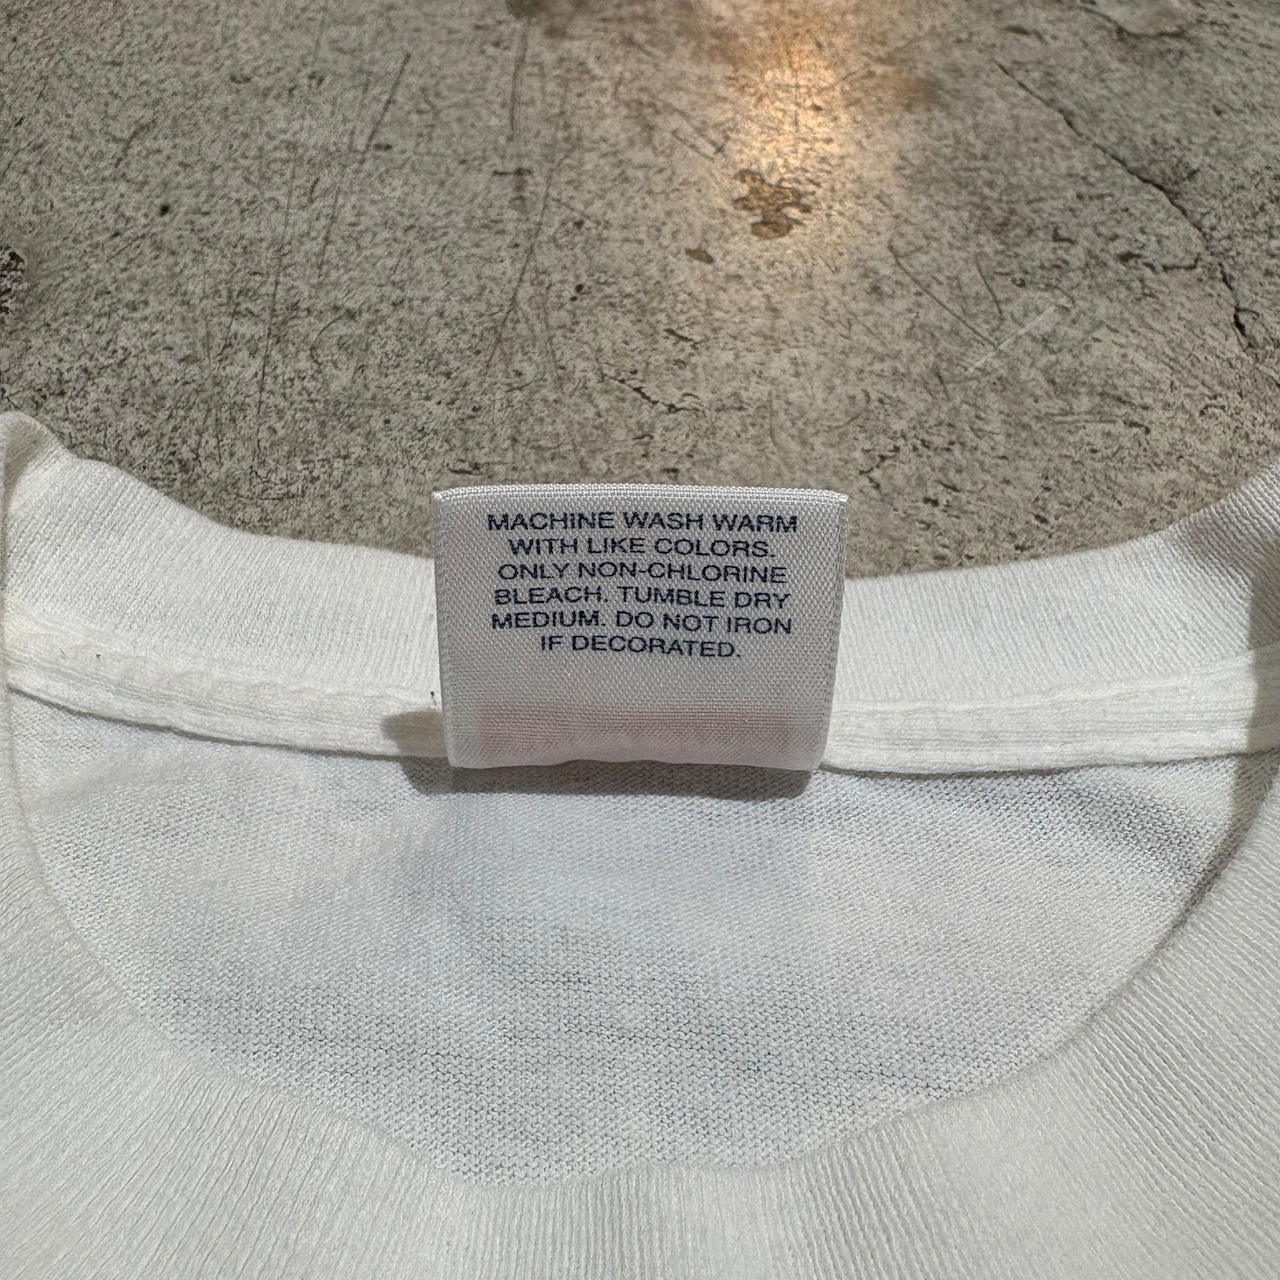 MACHINE WASH WARM
WITH LIKE COLORS.
ONLY NON-CHLORINE
BLEACH. TUMBLE DRY
MEDIUM. DO NOT IRON
IF DECORATED.